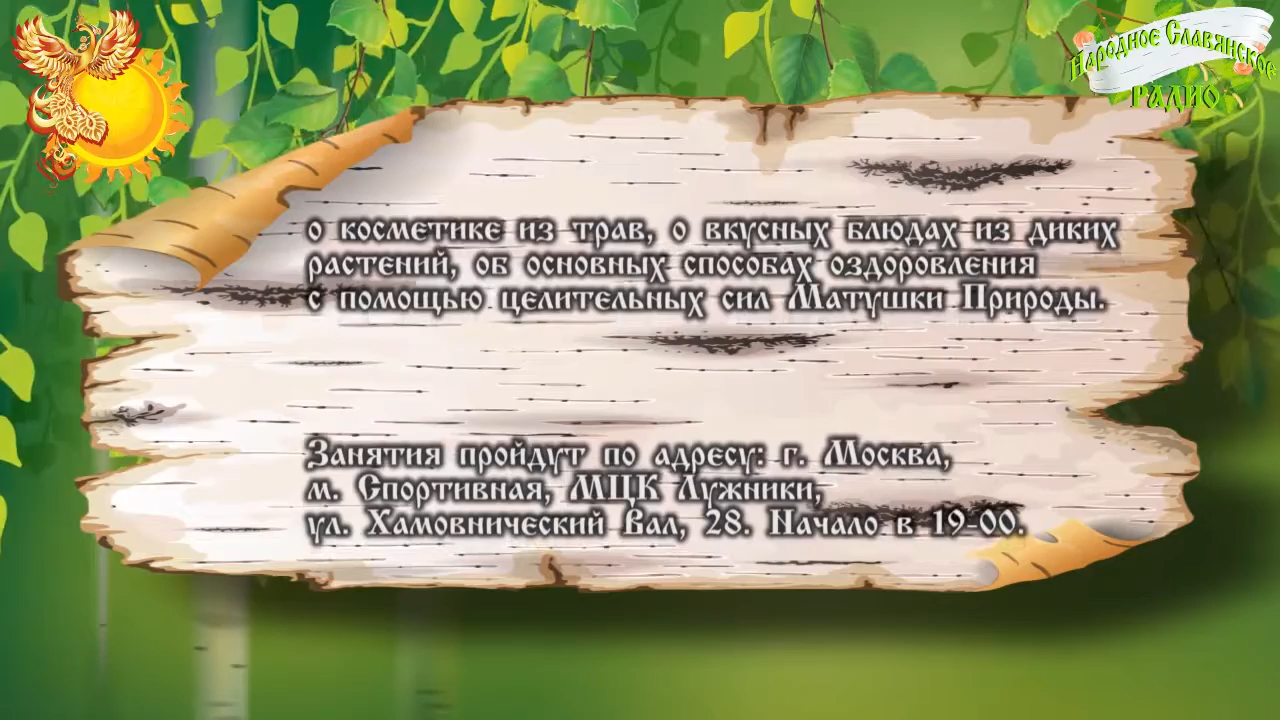 Народное Славянское
РАДИО
о косметике из трав, о вкусных блюдах из диких
растений, об основных способах оздоровления
с помощью целительных сил Матушки Природы.
Занятия пройдут по адресу: г. Москва,
м. Спортивная, МЦК Лужники,
ул. Хамовнический Вал, 28. Начало в 19-00.